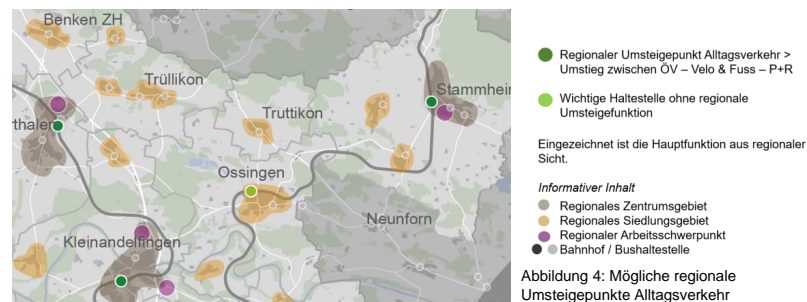 Benken ZH
Trüllikon
Truttikon
Stammhein
rthalen
Ossingen
Neunforn
Kleinandelfingen
Regionaler Umsteigepunkt Alltagsverkehr >
Umstieg zwischen ÖV – Velo & Fuss – P+R
Wichtige Haltestelle ohne regionale
Umsteigefunktion
Eingezeichnet ist die Hauptfunktion aus regionaler
Sicht.
Informativer Inhalt
Regionales Zentrumsgebiet
Regionales Siedlungsgebiet
Regionaler Arbeitsschwerpunkt
Bahnhof / Bushaltestelle
Abbildung 4: Mögliche regionale
Umsteigepunkte Alltagsverkehr